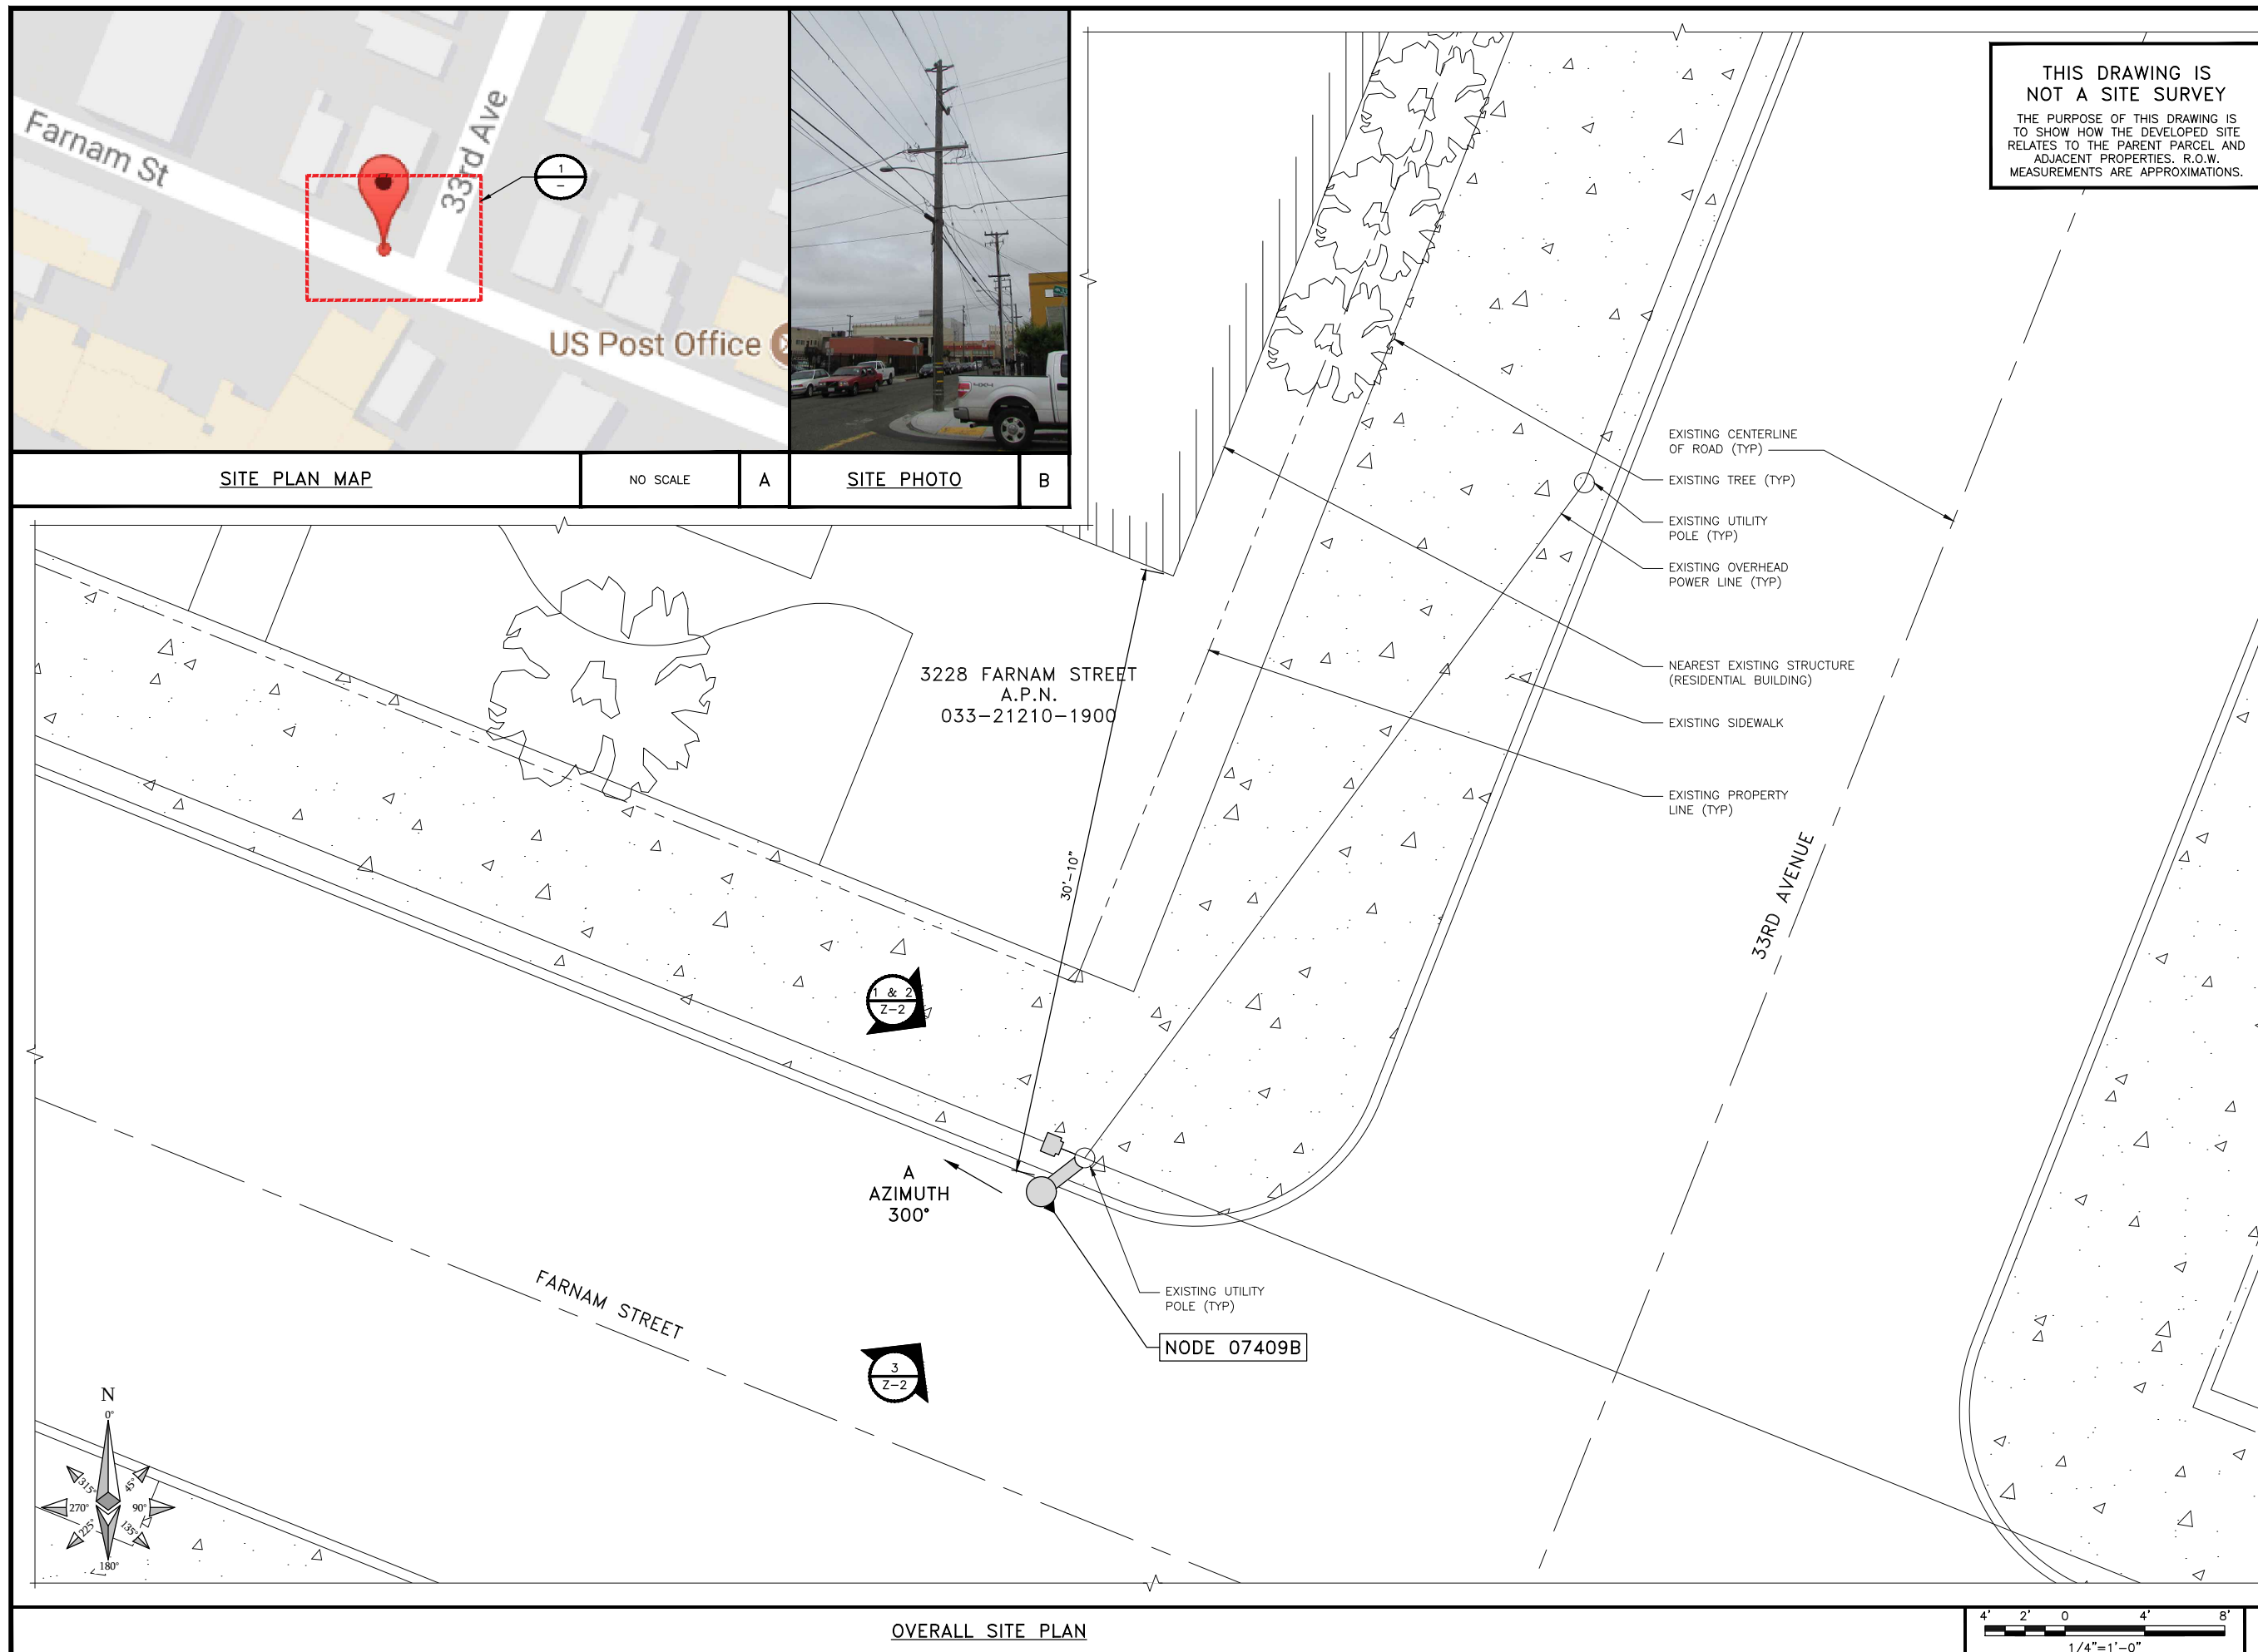 Farnam St
33rd Ave
1
–
US Post Office
SITE PLAN MAP
NO SCALE
A
SITE PHOTO
B
THIS DRAWING IS
NOT A SITE SURVEY
THE PURPOSE OF THIS DRAWING IS
TO SHOW HOW THE DEVELOPED SITE
RELATES TO THE PARENT PARCEL AND
ADJACENT PROPERTIES. R.O.W.
MEASUREMENTS ARE APPROXIMATIONS.
EXISTING CENTERLINE
OF ROAD (TYP)
EXISTING TREE (TYP)
EXISTING UTILITY
POLE (TYP)
EXISTING OVERHEAD
POWER LINE (TYP)
NEAREST EXISTING STRUCTURE
(RESIDENTIAL BUILDING)
EXISTING SIDEWALK
EXISTING PROPERTY
LINE (TYP)
3228 FARNAM STREET
A.P.N.
033-21210-1900
30'-10"
33RD AVENUE
1 & 2
Z-2
A
AZIMUTH
300°
FARNAM STREET
EXISTING UTILITY
POLE (TYP)
NODE 07409B
3
Z-2
N
0°
315°
45°
270°
90°
225°
135°
180°
OVERALL SITE PLAN
4' 2' 0 4' 8'
1/4"=1'-0"